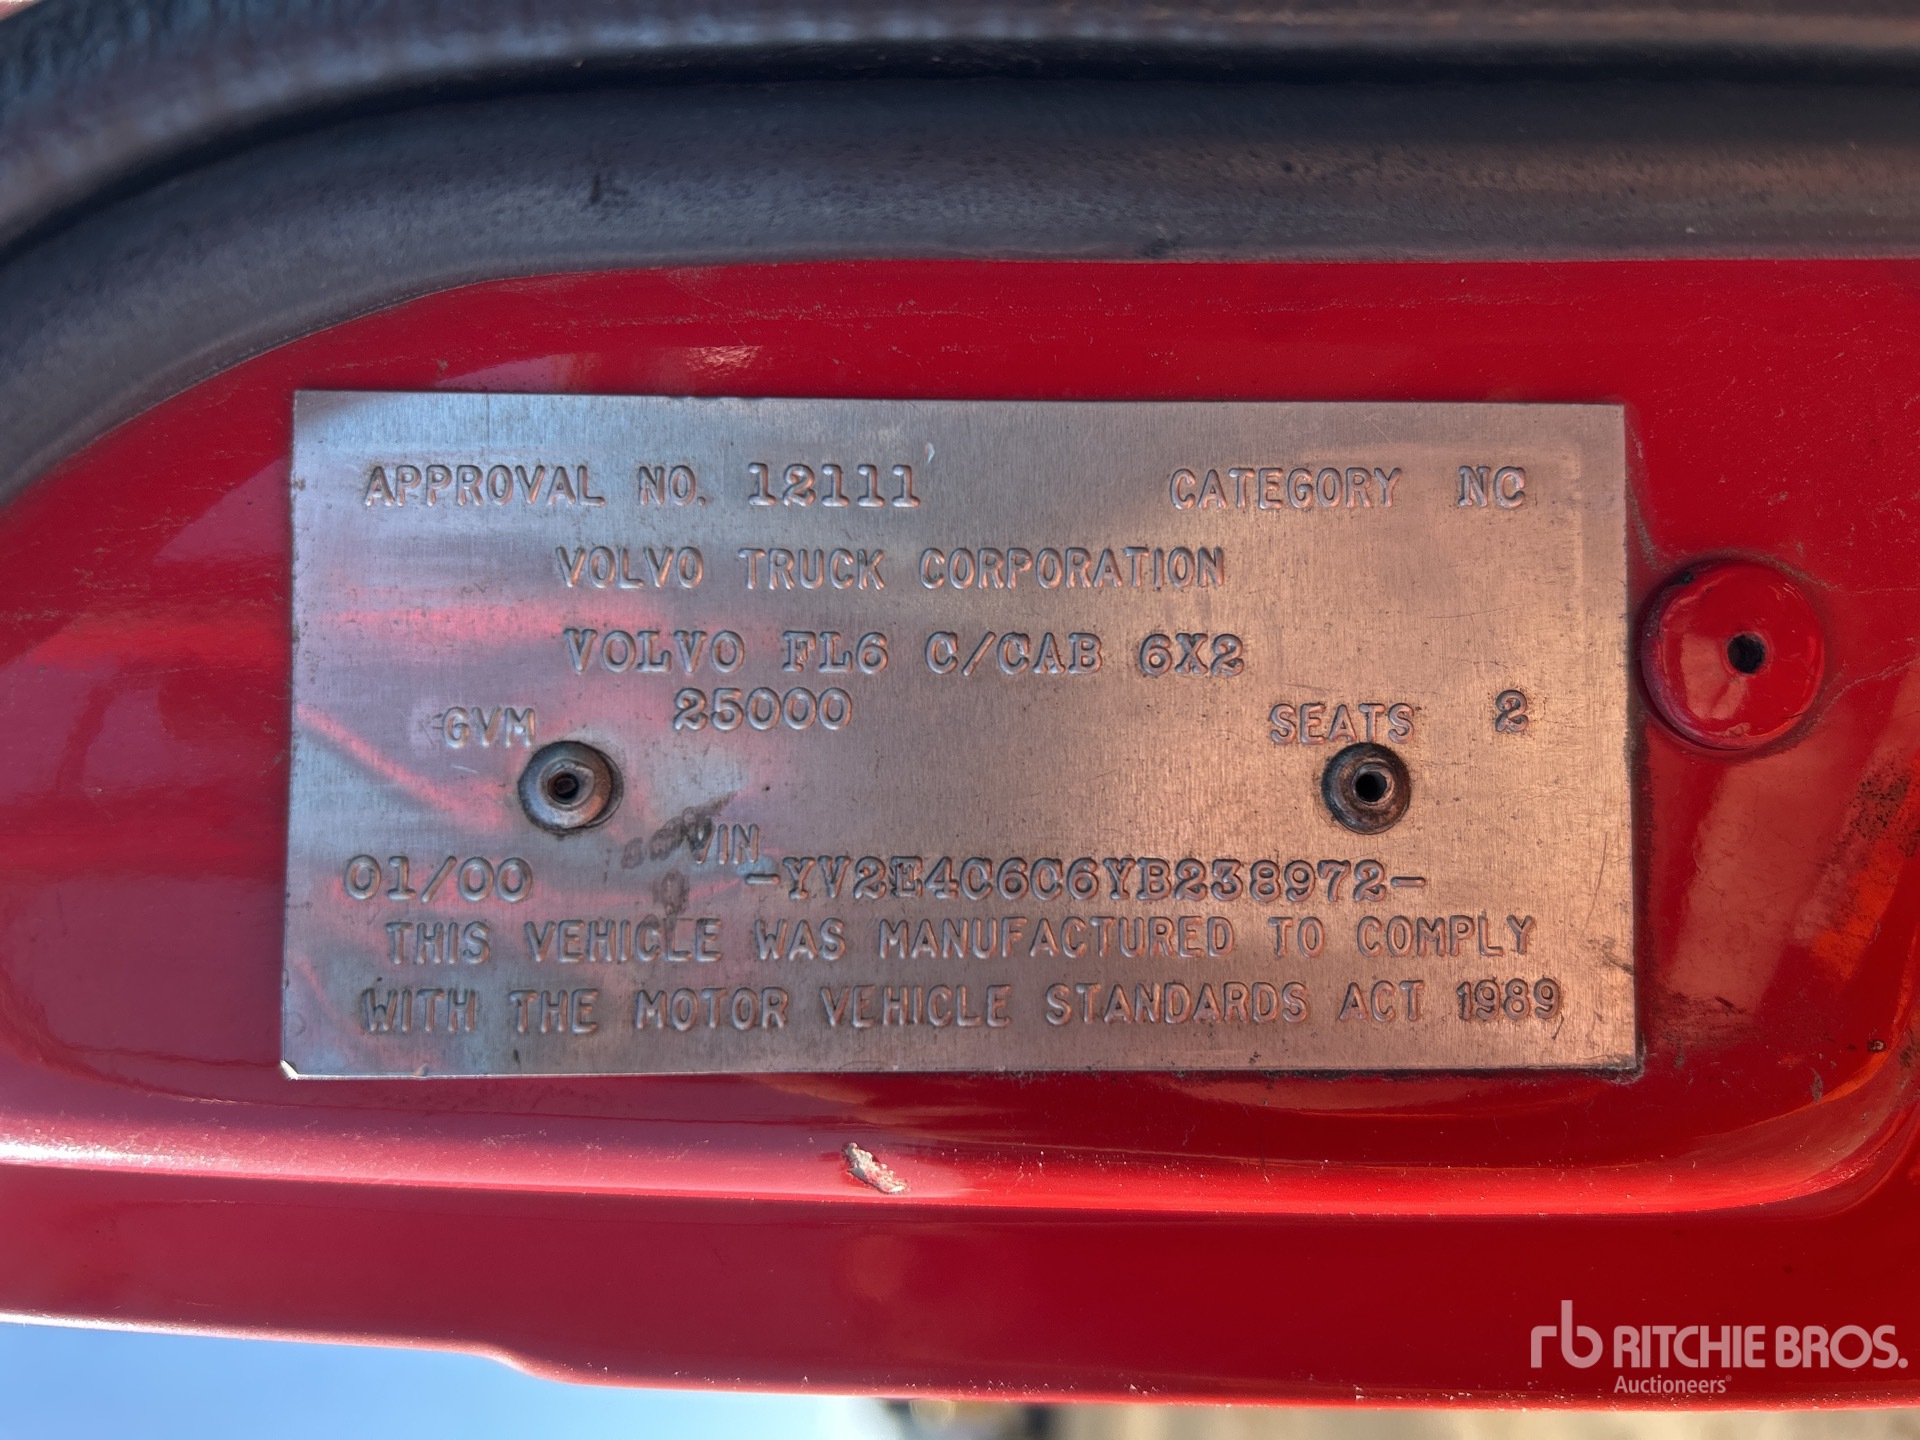 APPROVAL NO. 12111 CATEGORY NC
VOLVO TRUCK CORPORATION
VOLVO FL6 C/CAB 6X2
GVM 25000 SEATS 2
VIN
01/00 -YV2E4C6C6YB238972-
THIS VEHICLE WAS MANUFACTURED TO COMPLY
WITH THE MOTOR VEHICLE STANDARDS ACT 1989
rb RITCHIE BROS.
Auctioneers